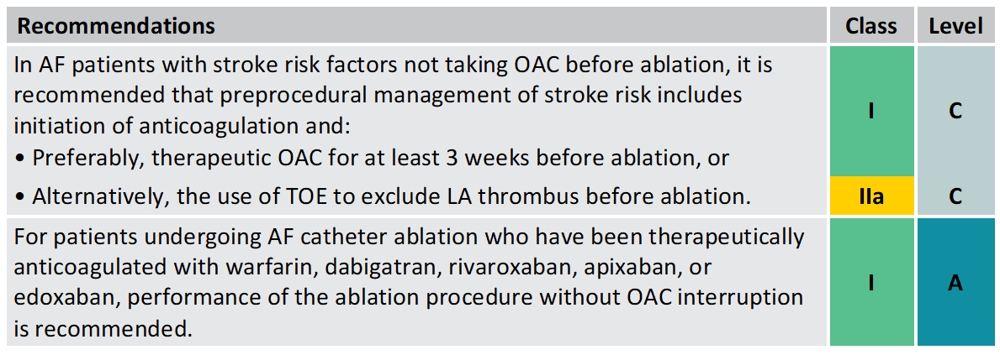 Recommendations Class Level
In AF patients with stroke risk factors not taking OAC before ablation, it is
recommended that preprocedural management of stroke risk includes
initiation of anticoagulation and:
I C
• Preferably, therapeutic OAC for at least 3 weeks before ablation, or
• Alternatively, the use of TOE to exclude LA thrombus before ablation. IIa C
For patients undergoing AF catheter ablation who have been therapeutically
anticoagulated with warfarin, dabigatran, rivaroxaban, apixaban, or
edoxaban, performance of the ablation procedure without OAC interruption
is recommended.
I A